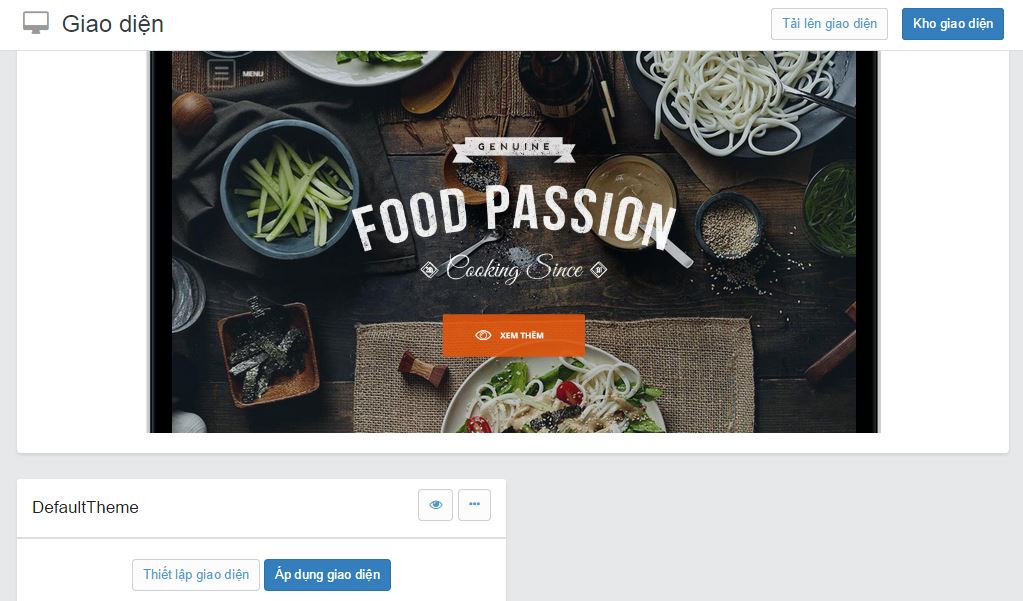 Giao diện
Tải lên giao diện
Kho giao diện
MENU
GENUINE
FOOD PASSION
Cooking Since
XEM THÊM
DefaultTheme
Thiết lập giao diện
Áp dụng giao diện